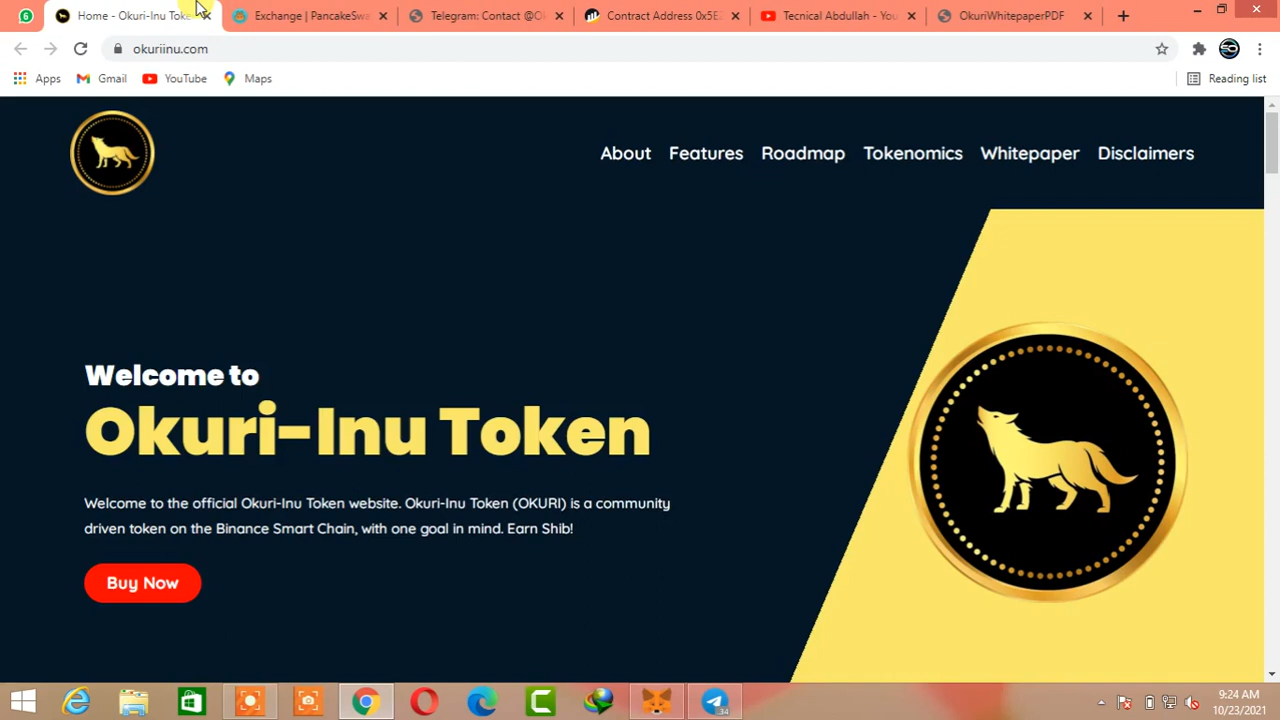 6
Home - Okuri-Inu Toke
Exchange | PancakeSwa
Telegram: Contact @O
Contract Address 0x5E
Tecnical Abdullah - You
OkuriWhitepaperPDF
okuriinu.com
Apps
Gmail
YouTube
Maps
Reading list
About
Features
Roadmap
Tokenomics
Whitepaper
Disclaimers
Welcome to
Okuri-Inu Token
Welcome to the official Okuri-Inu Token website. Okuri-Inu Token (OKURI) is a community
driven token on the Binance Smart Chain, with one goal in mind. Earn Shib!
Buy Now
34
9:24 AM
10/23/2021